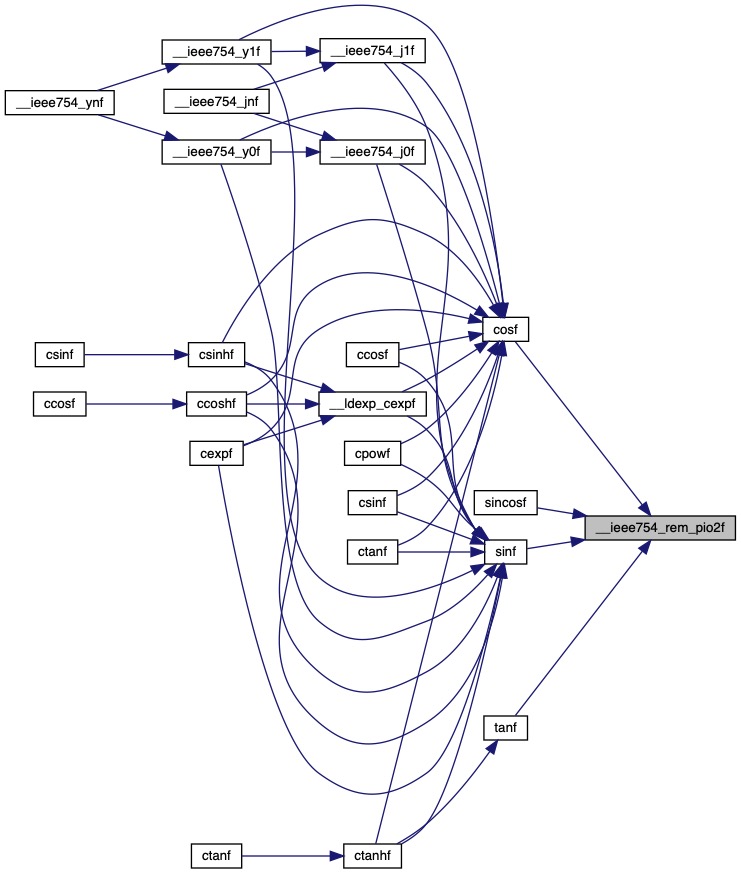 __ieee754_y1f
__ieee754_j1f
__ieee754_ynf
__ieee754_jnf
__ieee754_y0f
__ieee754_j0f
cosf
csinf
csinhf
ccosf
ccosf
ccoshf
__ldexp_cexpf
cexpf
cpowf
csinf
sincosf
__ieee754_rem_pio2f
ctanf
sinf
tanf
ctanf
ctanhf